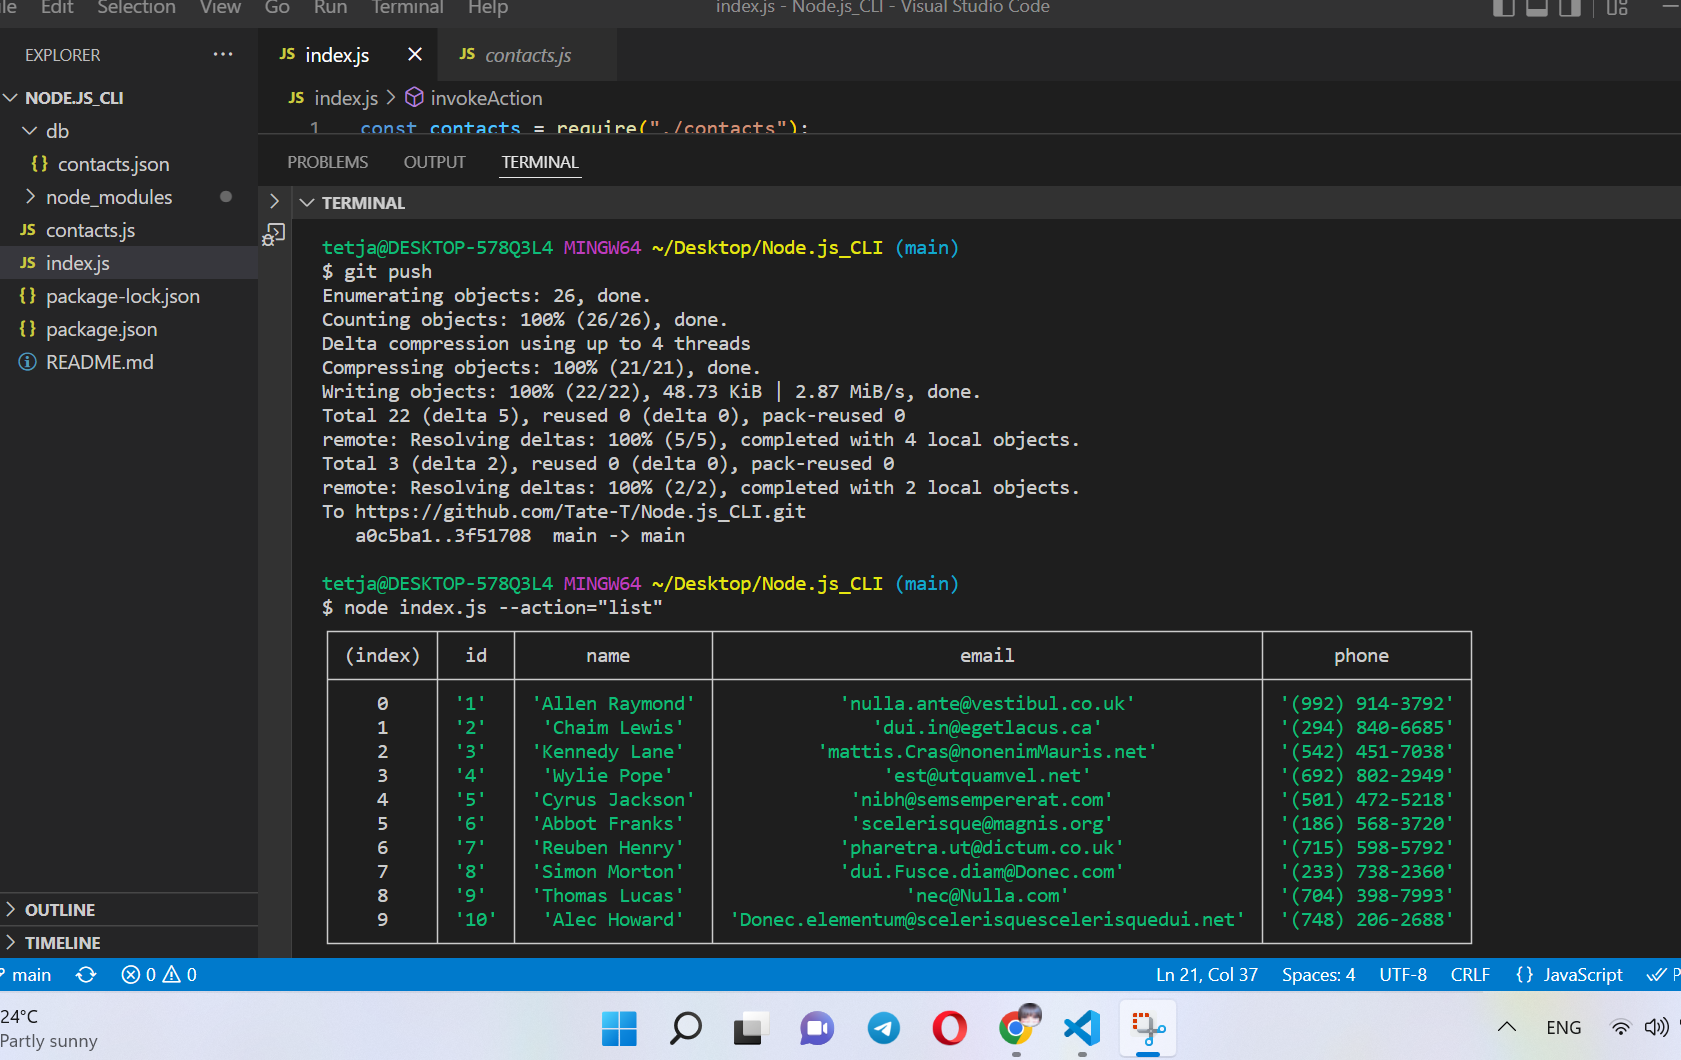 le Edit Selection View Go Run Terminal Help index.js - Node.js_CLI - Visual Studio Code
EXPLORER ···
JS index.js × JS contacts.js
NODE.JS_CLI
JS index.js > invokeAction
db
1 const contacts = require("./contacts");
{} contacts.json
PROBLEMS OUTPUT TERMINAL
node_modules
TERMINAL
JS contacts.js
JS index.js
{} package-lock.json
{} package.json
README.md
tetja@DESKTOP-578Q3L4 MINGW64 ~/Desktop/Node.js_CLI (main)
$ git push
Enumerating objects: 26, done.
Counting objects: 100% (26/26), done.
Delta compression using up to 4 threads
Compressing objects: 100% (21/21), done.
Writing objects: 100% (22/22), 48.73 KiB | 2.87 MiB/s, done.
Total 22 (delta 5), reused 0 (delta 0), pack-reused 0
remote: Resolving deltas: 100% (5/5), completed with 4 local objects.
Total 3 (delta 2), reused 0 (delta 0), pack-reused 0
remote: Resolving deltas: 100% (2/2), completed with 2 local objects.
To https://github.com/Tate-T/Node.js_CLI.git
a0c5ba1..3f51708 main -> main
tetja@DESKTOP-578Q3L4 MINGW64 ~/Desktop/Node.js_CLI (main)
$ node index.js --action="list"
(index) id name email phone
0 '1' 'Allen Raymond' 'nulla.ante@vestibul.co.uk' '(992) 914-3792'
1 '2' 'Chaim Lewis' 'dui.in@egetlacus.ca' '(294) 840-6685'
2 '3' 'Kennedy Lane' 'mattis.Cras@nonenimMauris.net' '(542) 451-7038'
3 '4' 'Wylie Pope' 'est@utquamvel.net' '(692) 802-2949'
4 '5' 'Cyrus Jackson' 'nibh@semsempererat.com' '(501) 472-5218'
5 '6' 'Abbot Franks' 'scelerisque@magnis.org' '(186) 568-3720'
6 '7' 'Reuben Henry' 'pharetra.ut@dictum.co.uk' '(715) 598-5792'
7 '8' 'Simon Morton' 'dui.Fusce.diam@Donec.com' '(233) 738-2360'
8 '9' 'Thomas Lucas' 'nec@Nulla.com' '(704) 398-7993'
9 '10' 'Alec Howard' 'Donec.elementum@scelerisquescelerisquedui.net' '(748) 206-2688'
OUTLINE
TIMELINE
main 0 0 Ln 21, Col 37 Spaces: 4 UTF-8 CRLF {} JavaScript P
24°C
Partly sunny
ENG